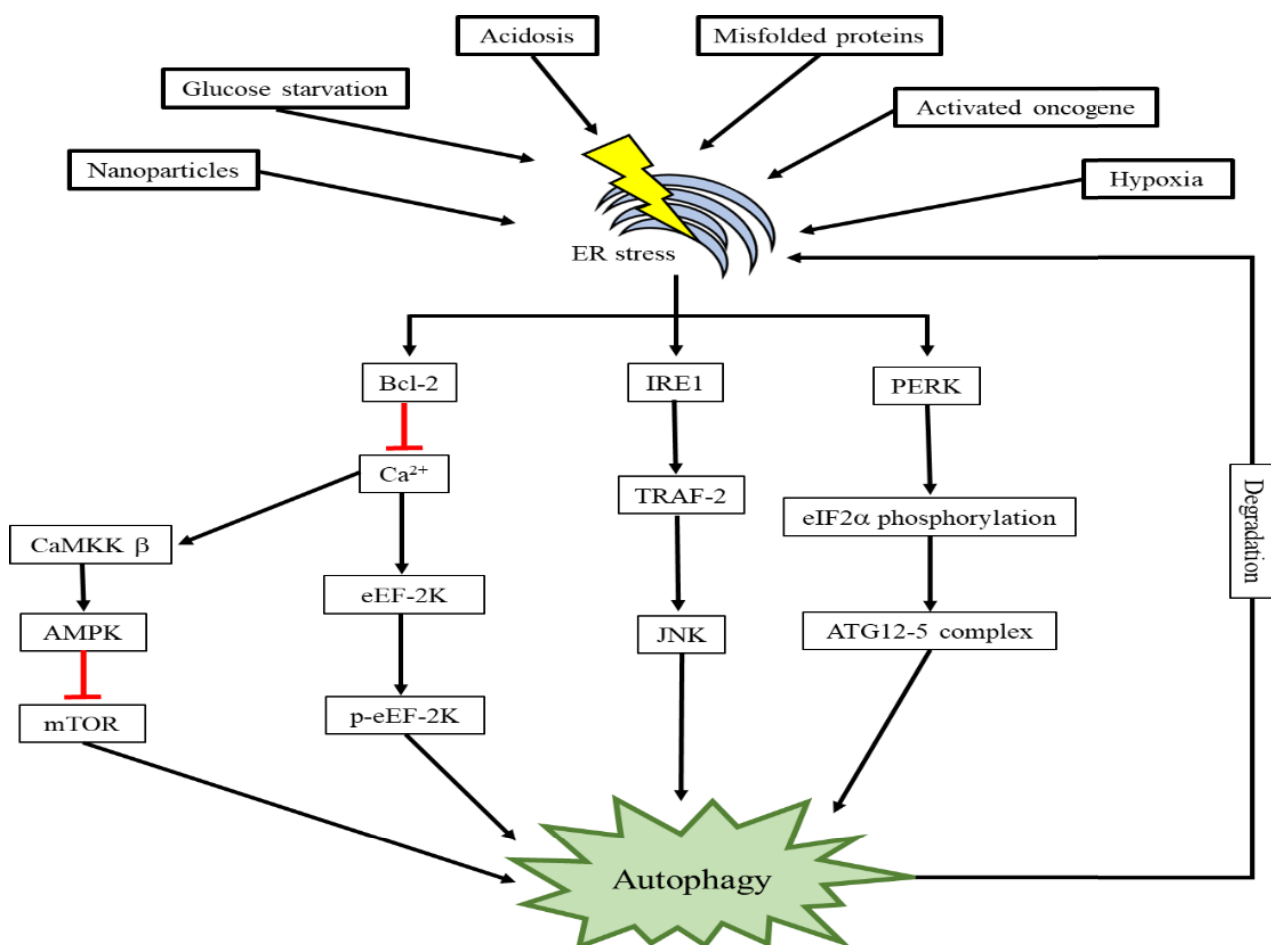 Acidosis
Misfolded proteins
Glucose starvation
Activated oncogene
Nanoparticles
Hypoxia
ER stress
Bcl-2
IRE1
PERK
Ca²⁺
TRAF-2
eIF2α phosphorylation
Degradation
CaMKK β
eEF-2K
AMPK
JNK
ATG12-5 complex
mTOR
p-eEF-2K
Autophagy